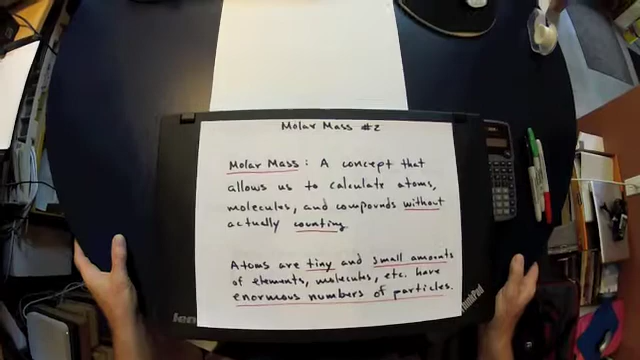 Molar Mass #2
Molar Mass: A concept that
allows us to calculate atoms,
molecules, and compounds without
actually counting
Atoms are tiny and small amounts
of elements, molecules, etc. have
enormous numbers of particles.
ThinkPad